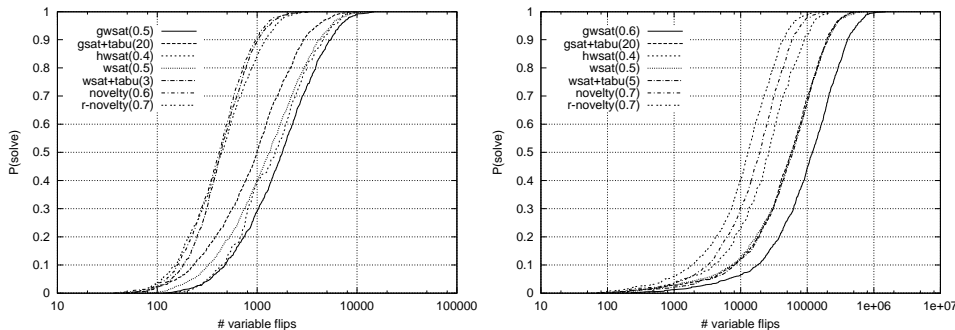 P(solve)
1
0.9
0.8
0.7
0.6
0.5
0.4
0.3
0.2
0.1
0
gwsat(0.5)
gsat+tabu(20)
hwsat(0.4)
wsat(0.5)
wsat+tabu(3)
novelty(0.6)
r-novelty(0.7)
10 100 1000 10000 100000
# variable flips
P(solve)
1
0.9
0.8
0.7
0.6
0.5
0.4
0.3
0.2
0.1
0
gwsat(0.6)
gsat+tabu(20)
hwsat(0.4)
wsat(0.5)
wsat+tabu(5)
novelty(0.7)
r-novelty(0.7)
10 100 1000 10000 100000 1e+06 1e+07
# variable flips